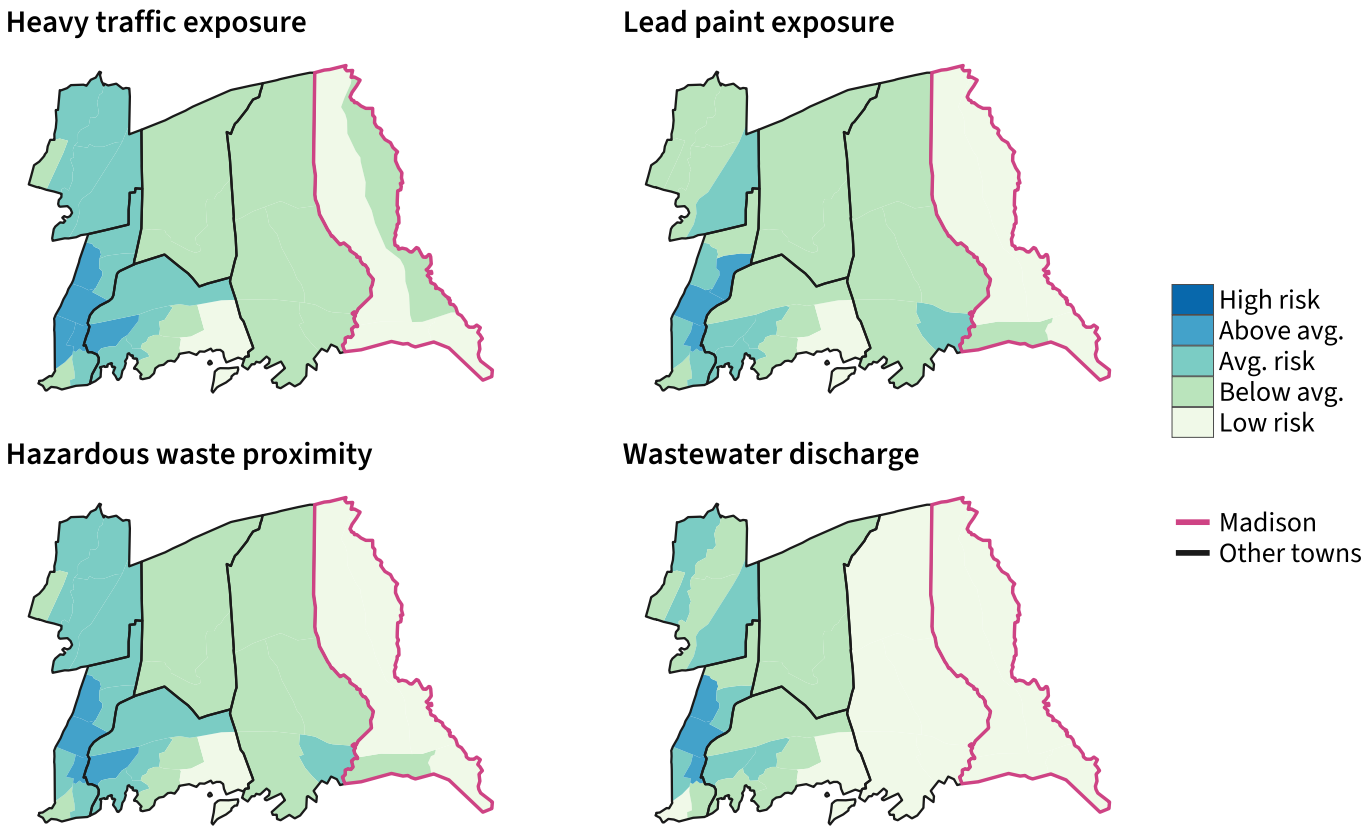 Heavy traffic exposure
Lead paint exposure
High risk
Above avg.
Avg. risk
Below avg.
Low risk
Hazardous waste proximity
Wastewater discharge
Madison
Other towns